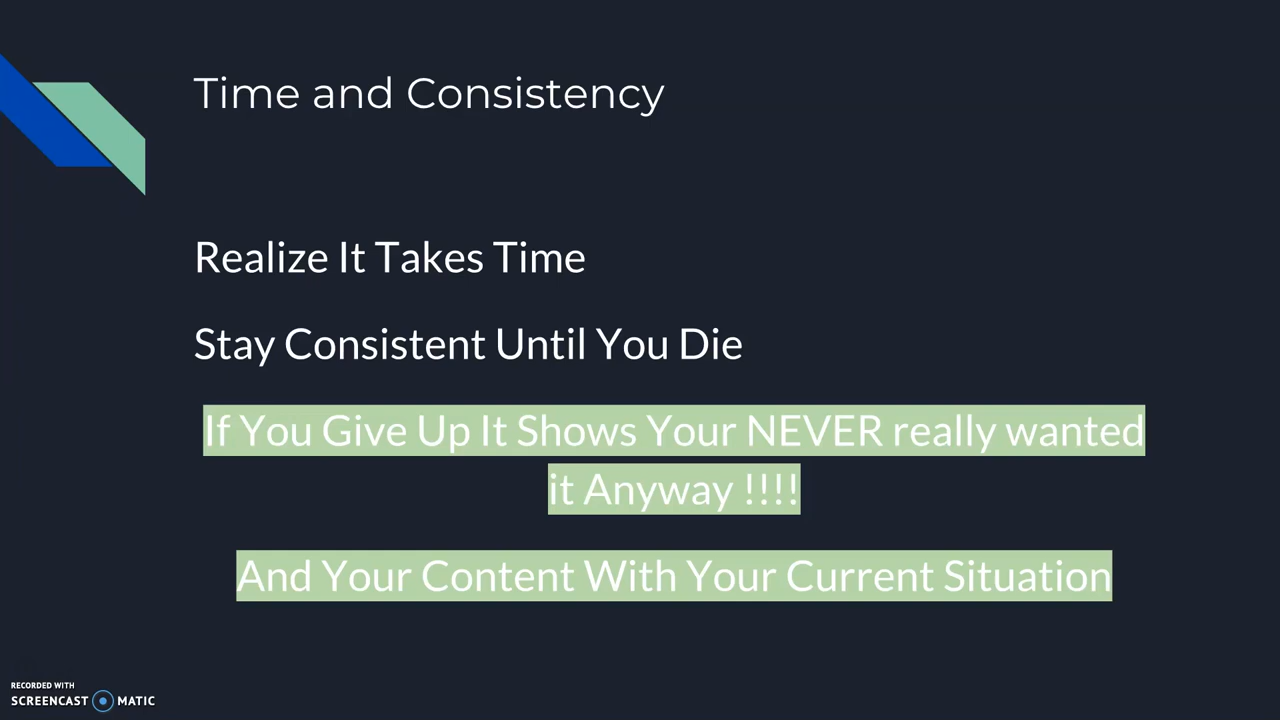 Time and Consistency
Realize It Takes Time
Stay Consistent Until You Die
If You Give Up It Shows Your NEVER really wanted
it Anyway !!!!
And Your Content With Your Current Situation
RECORDED WITH
SCREENCAST MATIC